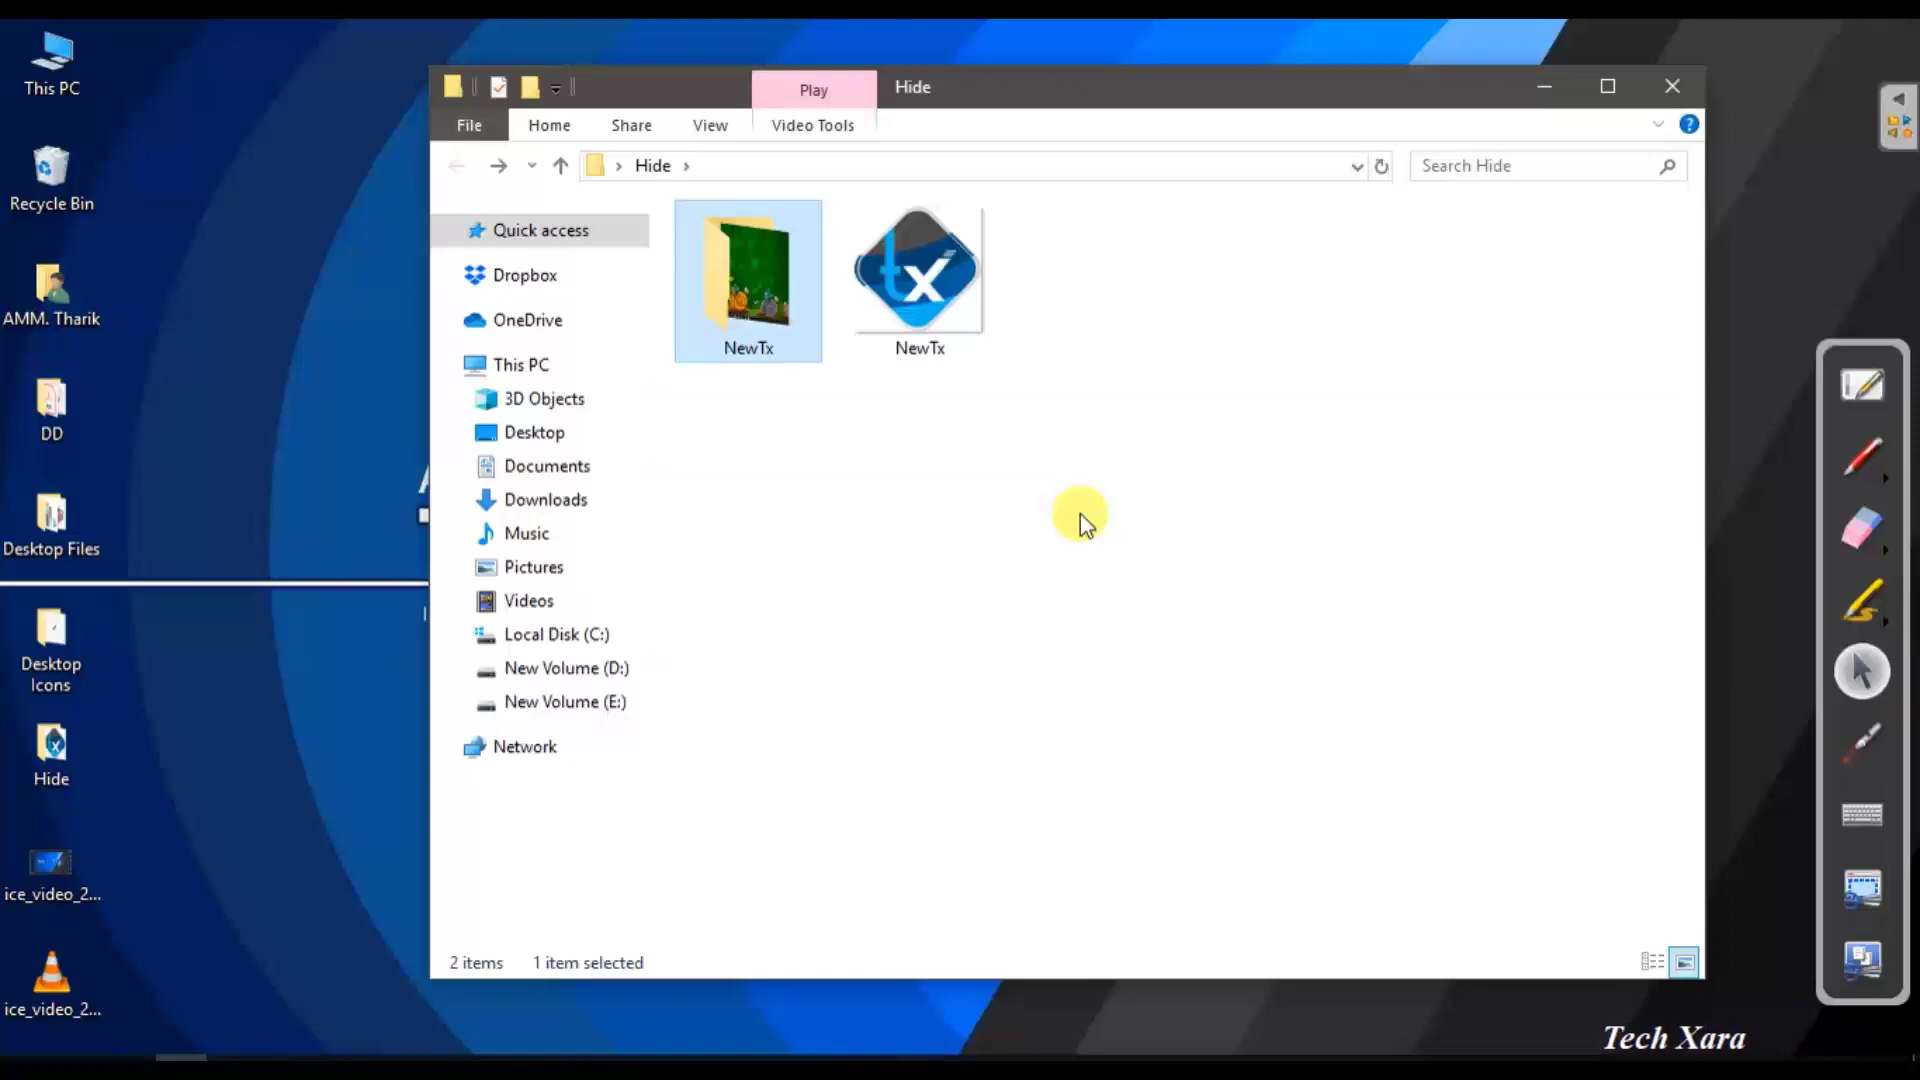 This PC
Recycle Bin
AMM. Tharik
DD
Desktop Files
Desktop
Icons
Hide
ice_video_2...
ice_video_2...
Play
Hide
File
Home
Share
View
Video Tools
Hide
Search Hide
Quick access
Dropbox
OneDrive
This PC
3D Objects
Desktop
Documents
Downloads
Music
Pictures
Videos
Local Disk (C:)
New Volume (D:)
New Volume (E:)
Network
NewTx
tx
NewTx
2 items
1 item selected
Tech Xara